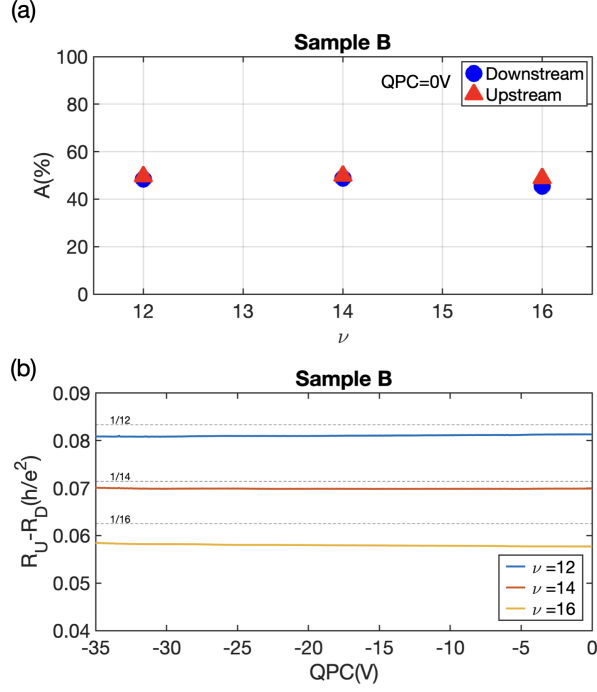 (a)
Sample B
QPC=0V
Downstream
Upstream
100
80
60
40
20
0
A(%)
12
13
14
15
16
ν
(b)
Sample B
0.09
0.08
0.07
0.06
0.05
0.04
R_U-R_D(h/e²)
1/12
1/14
1/16
ν =12
ν =14
ν =16
-35
-30
-25
-20
-15
-10
-5
0
QPC(V)